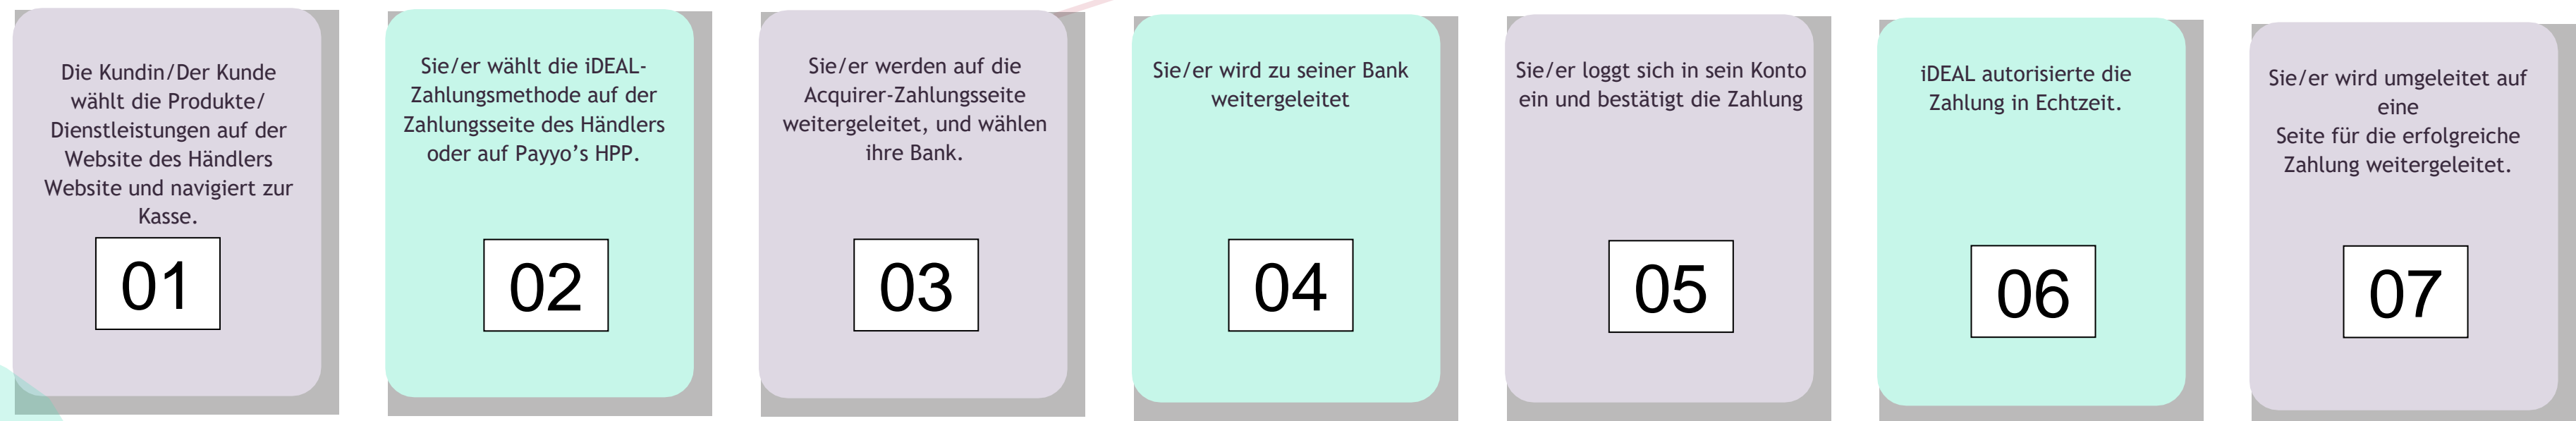 Die Kundin/Der Kunde
wählt die Produkte/
Dienstleistungen auf der
Website des Händlers
Website und navigiert zur
Kasse.
01
Sie/er wählt die iDEAL-
Zahlungsmethode auf der
Zahlungsseite des Händlers
oder auf Payyo’s HPP.
02
Sie/er werden auf die
Acquirer-Zahlungsseite
weitergeleitet, und wählen
ihre Bank.
03
Sie/er wird zu seiner Bank
weitergeleitet
04
Sie/er loggt sich in sein Konto
ein und bestätigt die Zahlung
05
iDEAL autorisierte die
Zahlung in Echtzeit.
06
Sie/er wird umgeleitet auf
eine
Seite für die erfolgreiche
Zahlung weitergeleitet.
07